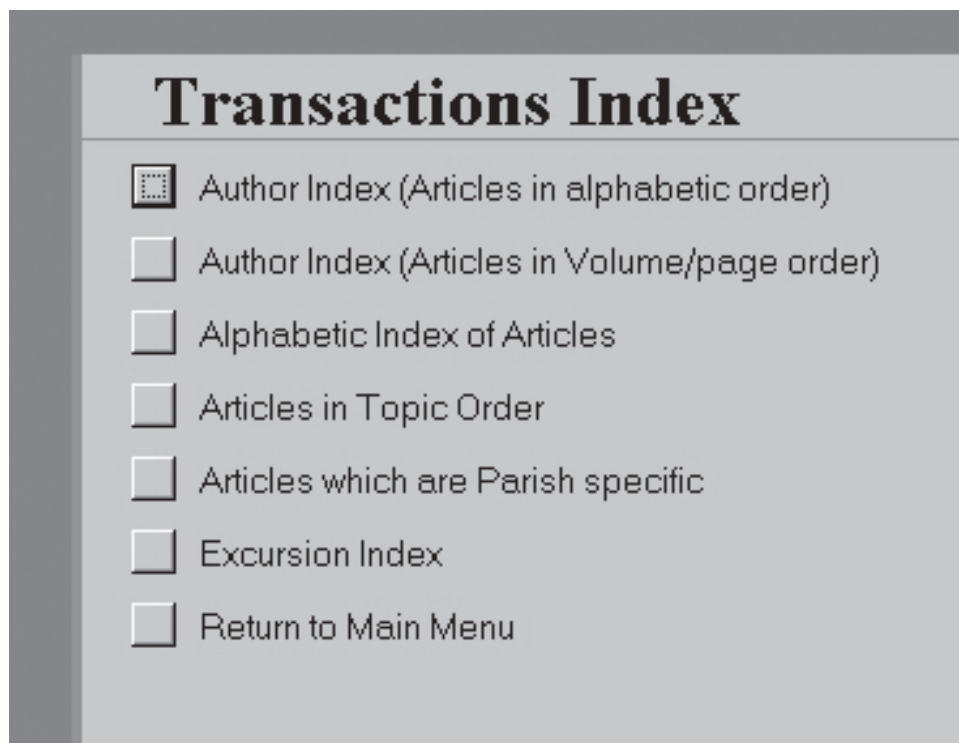 Transactions Index
Author Index (Articles in alphabetic order)
Author Index (Articles in Volume/page order)
Alphabetic Index of Articles
Articles in Topic Order
Articles which are Parish specific
Excursion Index
Return to Main Menu